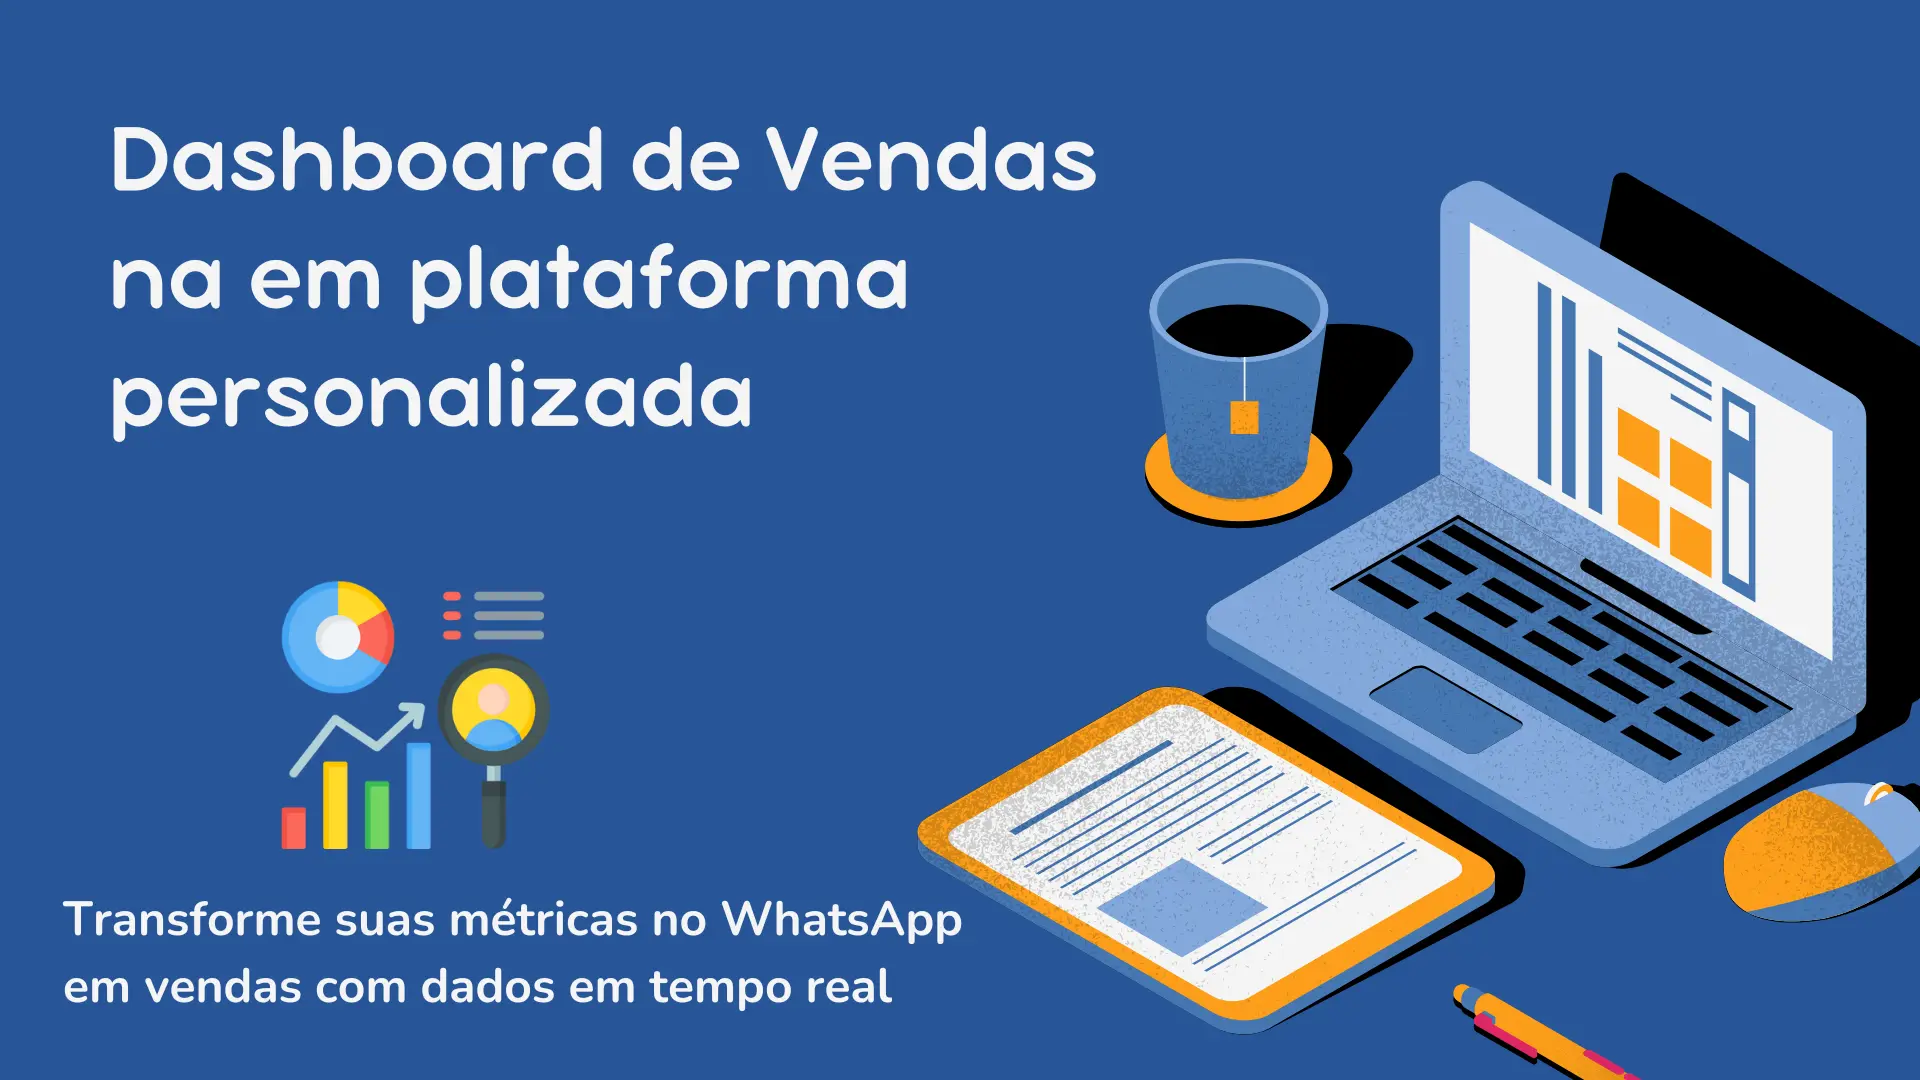 Dashboard de Vendas
na em plataforma
personalizada
Transforme suas métricas no WhatsApp
em vendas com dados em tempo real